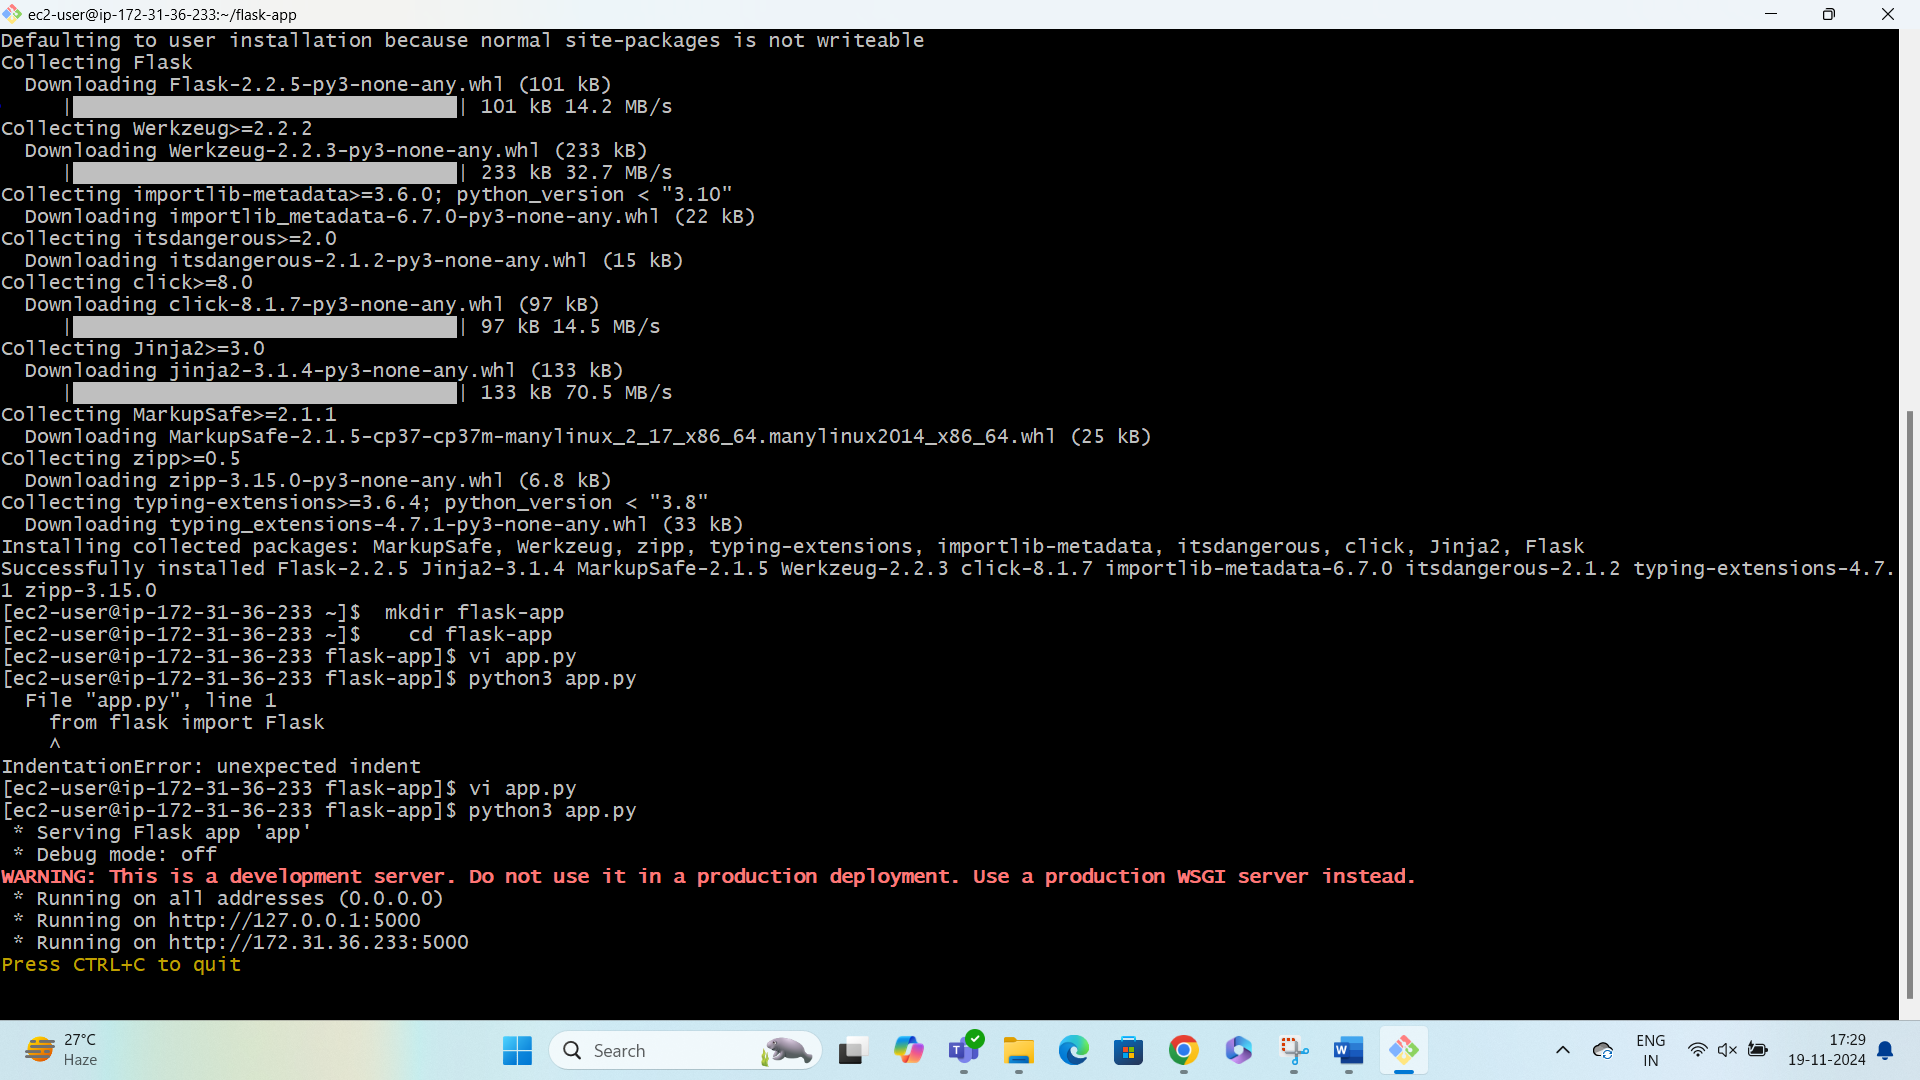 ec2-user@ip-172-31-36-233:~/flask-app
Defaulting to user installation because normal site-packages is not writeable
Collecting Flask
  Downloading Flask-2.2.5-py3-none-any.whl (101 kB)
     |████████████████████████████████| 101 kB 14.2 MB/s
Collecting Werkzeug>=2.2.2
  Downloading Werkzeug-2.2.3-py3-none-any.whl (233 kB)
     |████████████████████████████████| 233 kB 32.7 MB/s
Collecting importlib-metadata>=3.6.0; python_version < "3.10"
  Downloading importlib_metadata-6.7.0-py3-none-any.whl (22 kB)
Collecting itsdangerous>=2.0
  Downloading itsdangerous-2.1.2-py3-none-any.whl (15 kB)
Collecting click>=8.0
  Downloading click-8.1.7-py3-none-any.whl (97 kB)
     |████████████████████████████████| 97 kB 14.5 MB/s
Collecting Jinja2>=3.0
  Downloading jinja2-3.1.4-py3-none-any.whl (133 kB)
     |████████████████████████████████| 133 kB 70.5 MB/s
Collecting MarkupSafe>=2.1.1
  Downloading MarkupSafe-2.1.5-cp37-cp37m-manylinux_2_17_x86_64.manylinux2014_x86_64.whl (25 kB)
Collecting zipp>=0.5
  Downloading zipp-3.15.0-py3-none-any.whl (6.8 kB)
Collecting typing-extensions>=3.6.4; python_version < "3.8"
  Downloading typing_extensions-4.7.1-py3-none-any.whl (33 kB)
Installing collected packages: MarkupSafe, Werkzeug, zipp, typing-extensions, importlib-metadata, itsdangerous, click, Jinja2, Flask
Successfully installed Flask-2.2.5 Jinja2-3.1.4 MarkupSafe-2.1.5 Werkzeug-2.2.3 click-8.1.7 importlib-metadata-6.7.0 itsdangerous-2.1.2 typing-extensions-4.7.
1 zipp-3.15.0
[ec2-user@ip-172-31-36-233 ~]$  mkdir flask-app
[ec2-user@ip-172-31-36-233 ~]$    cd flask-app
[ec2-user@ip-172-31-36-233 flask-app]$ vi app.py
[ec2-user@ip-172-31-36-233 flask-app]$ python3 app.py
  File "app.py", line 1
    from flask import Flask
    ^
IndentationError: unexpected indent
[ec2-user@ip-172-31-36-233 flask-app]$ vi app.py
[ec2-user@ip-172-31-36-233 flask-app]$ python3 app.py
 * Serving Flask app 'app'
 * Debug mode: off
WARNING: This is a development server. Do not use it in a production deployment. Use a production WSGI server instead.
 * Running on all addresses (0.0.0.0)
 * Running on http://127.0.0.1:5000
 * Running on http://172.31.36.233:5000
Press CTRL+C to quit
27°C
Haze
Search
ENG
IN
17:29
19-11-2024